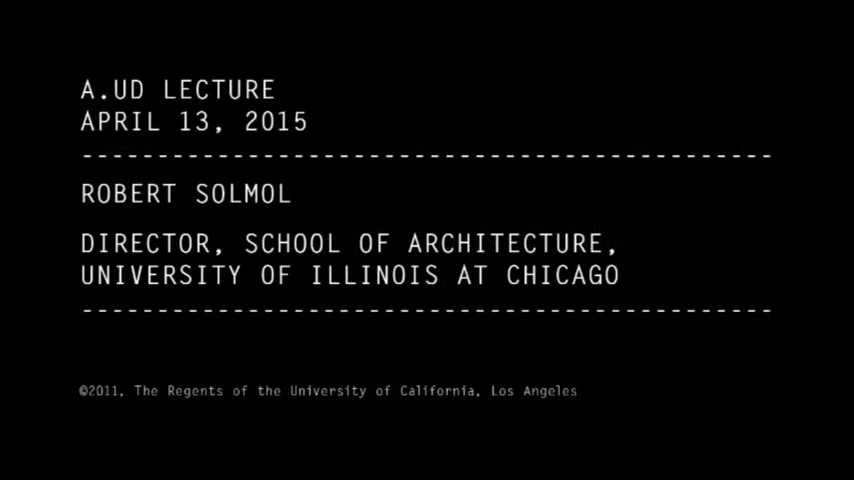 A.UD LECTURE
APRIL 13, 2015
ROBERT SOLMOL
DIRECTOR, SCHOOL OF ARCHITECTURE,
UNIVERSITY OF ILLINOIS AT CHICAGO
©2011, The Regents of the University of California, Los Angeles